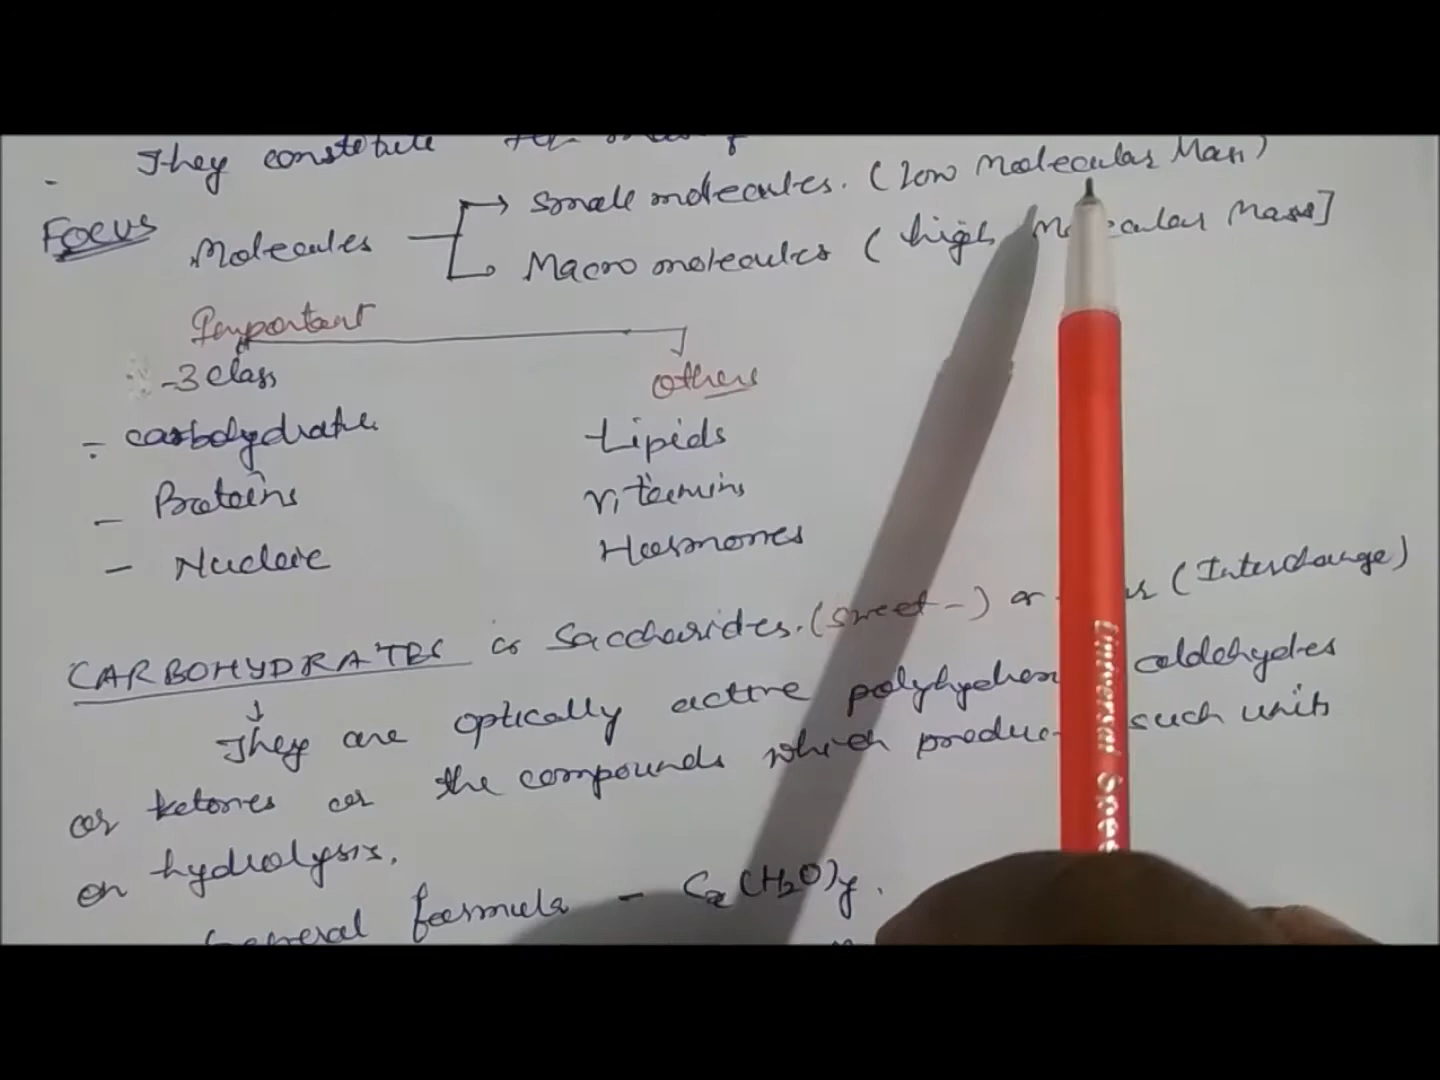 - They constitute
Focus
Molecules → Small molecules. (low Molecular Mass)
→ Macro molecules (high Molecular Mass]
Important
- 3 class
Others
- carbohydrate
Lipids
- Proteins
Vitamins
- Nucleic
Hormones
CARBOHYDRATES or Saccharides. (sweet -) or (Interchange)
They are optically active polyhydroxy aldehydes
or ketones or the compounds which produce such units
on hydrolysis.
General formula - Cx(H2O)y.
Universal